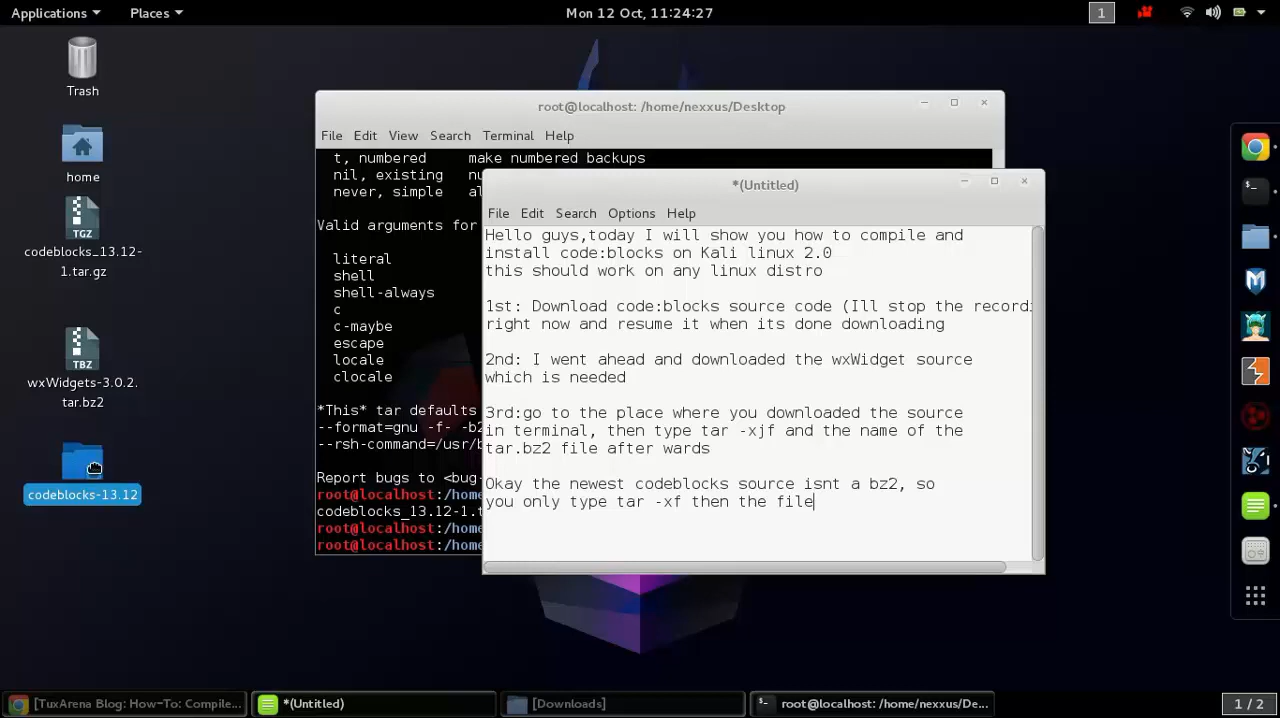 Applications
Places
Mon 12 Oct, 11:24:27
1
Trash
home
TGZ
codeblocks_13.12-
1.tar.gz
TBZ
wxWidgets-3.0.2.
tar.bz2
codeblocks-13.12
root@localhost: /home/nexxus/Desktop
File Edit View Search Terminal Help
t, numbered make numbered backups
nil, existing
never, simple
Valid arguments for
literal
shell
shell-always
c
c-maybe
escape
locale
clocale
*This* tar defaults
--format=gnu -f- -b2
--rsh-command=/usr/b
Report bugs to <bug-
root@localhost:/home
codeblocks_13.12-1.t
root@localhost:/home
root@localhost:/home
*(Untitled)
File Edit Search Options Help
Hello guys,today I will show you how to compile and
install code:blocks on Kali linux 2.0
this should work on any linux distro
1st: Download code:blocks source code (Ill stop the recordi
right now and resume it when its done downloading
2nd: I went ahead and downloaded the wxWidget source
which is needed
3rd:go to the place where you downloaded the source
in terminal, then type tar -xjf and the name of the
tar.bz2 file after wards
Okay the newest codeblocks source isnt a bz2, so
you only type tar -xf then the file
[TuxArena Blog: How-To: Compile...
*(Untitled)
[Downloads]
root@localhost: /home/nexxus/De...
1 / 2